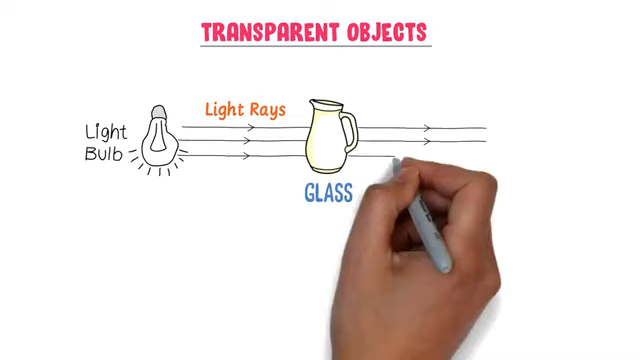 TRANSPARENT OBJECTS
Light Rays
Light
Bulb
GLASS